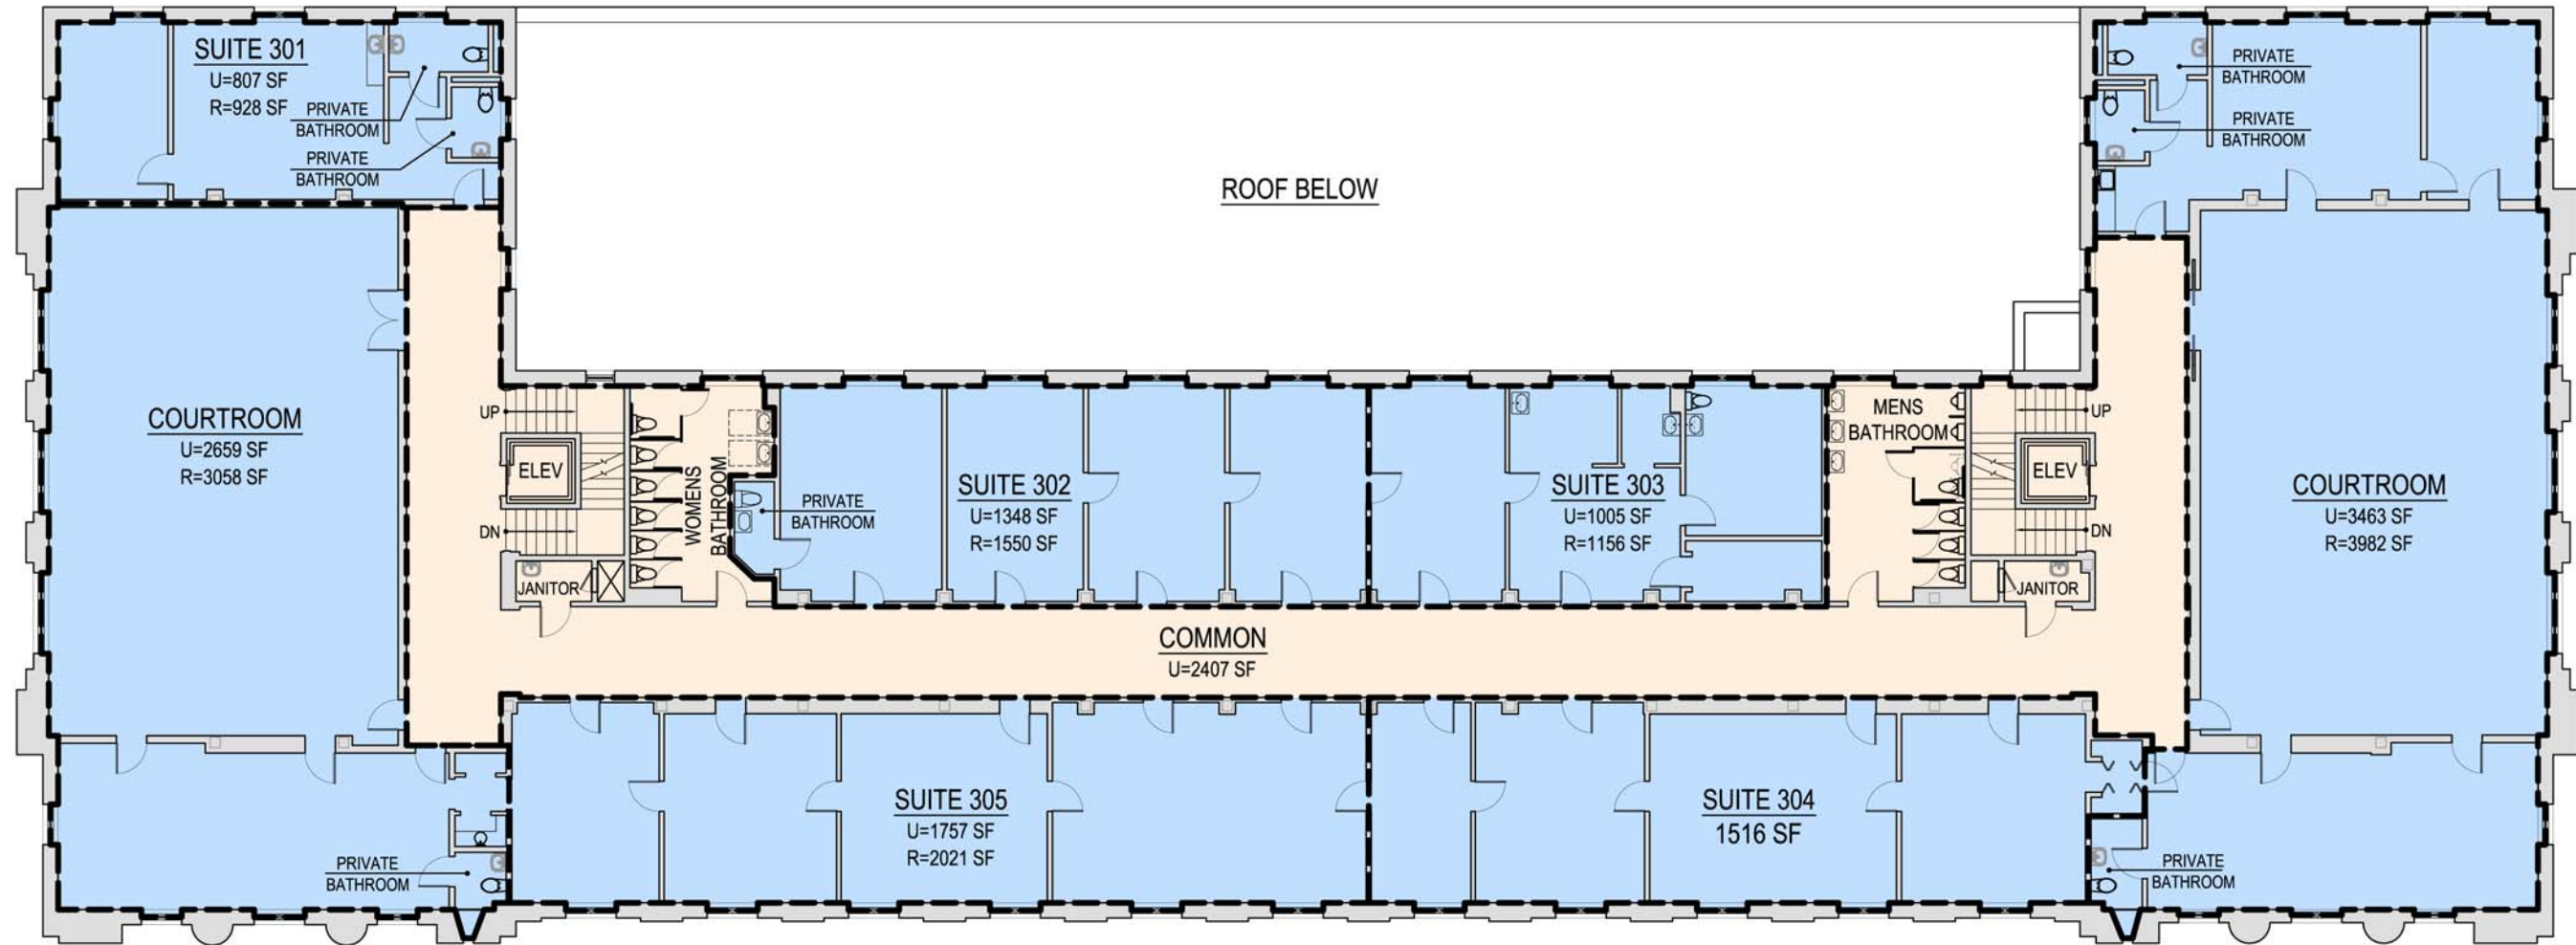 SUITE 301
U=807 SF
R=928 SF
PRIVATE
BATHROOM
PRIVATE
BATHROOM
PRIVATE
BATHROOM
PRIVATE
BATHROOM
ROOF BELOW
COURTROOM
U=2659 SF
R=3058 SF
UP
ELEV
DN
JANITOR
WOMENS
BATHROOM
PRIVATE
BATHROOM
SUITE 302
U=1348 SF
R=1550 SF
SUITE 303
U=1005 SF
R=1156 SF
MENS
BATHROOM
UP
ELEV
DN
JANITOR
COURTROOM
U=3463 SF
R=3982 SF
COMMON
U=2407 SF
SUITE 305
U=1757 SF
R=2021 SF
SUITE 304
1516 SF
PRIVATE
BATHROOM
PRIVATE
BATHROOM